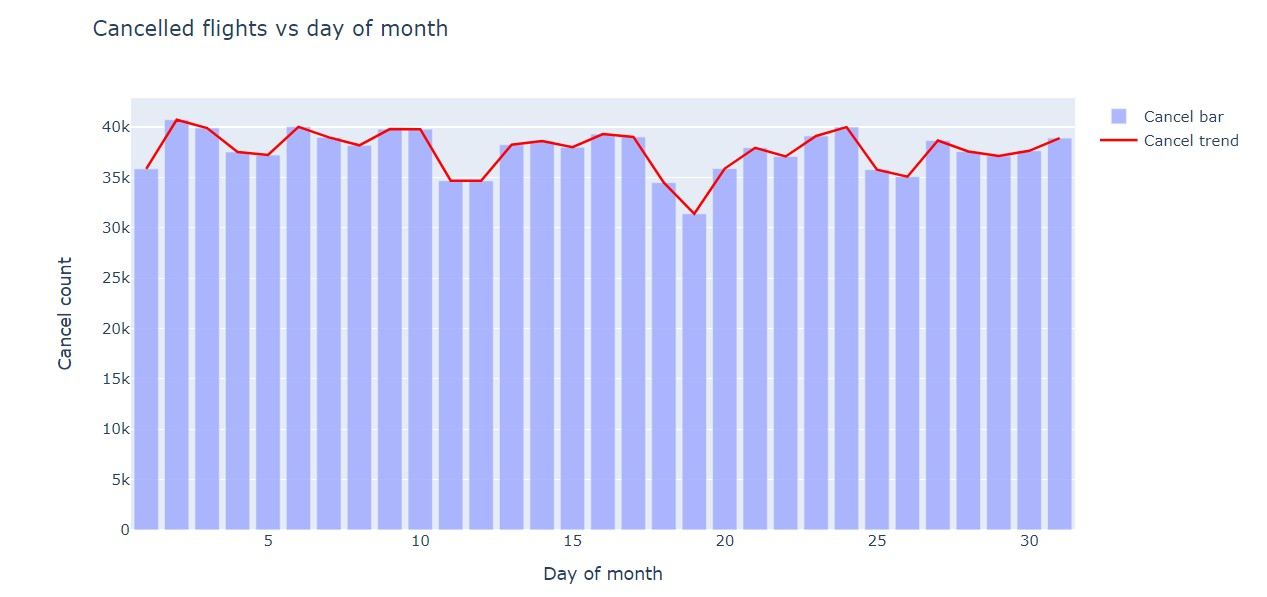 Cancelled flights vs day of month
Cancel bar
Cancel trend
40k
35k
30k
25k
20k
15k
10k
5k
0
Cancel count
5 10 15 20 25 30
Day of month